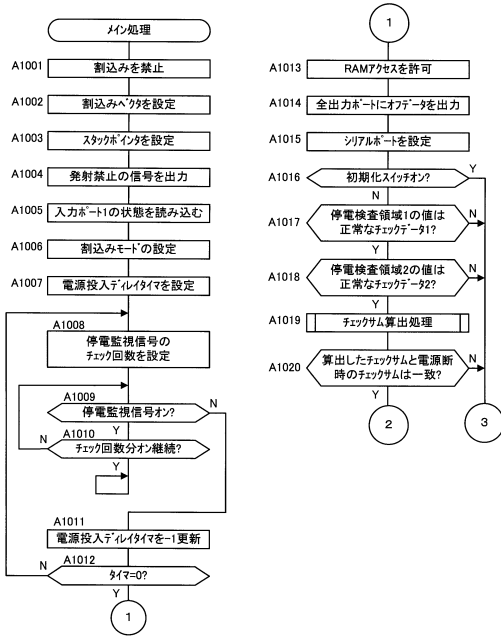 メイン処理
A1001
割込みを禁止
A1002
割込みベクタを設定
A1003
スタックポインタを設定
A1004
発射禁止の信号を出力
A1005
入力ポート1の状態を読み込む
A1006
割込みモードの設定
A1007
電源投入ディレイタイマを設定
A1008
停電監視信号の
チェック回数を設定
A1009
停電監視信号オン?
N
Y
A1010
チェック回数分オン継続?
N
Y
A1011
電源投入ディレイタイマを-1更新
A1012
タイマ=0?
N
Y
1
1
A1013
RAMアクセスを許可
A1014
全出力ポートにオフデータを出力
A1015
シリアルポートを設定
A1016
初期化スイッチオン?
Y
N
A1017
停電検査領域1の値は
正常なチェックデータ1?
N
Y
A1018
停電検査領域2の値は
正常なチェックデータ2?
N
Y
A1019
チェックサム算出処理
A1020
算出したチェックサムと電源断
時のチェックサムは一致?
N
Y
2
3